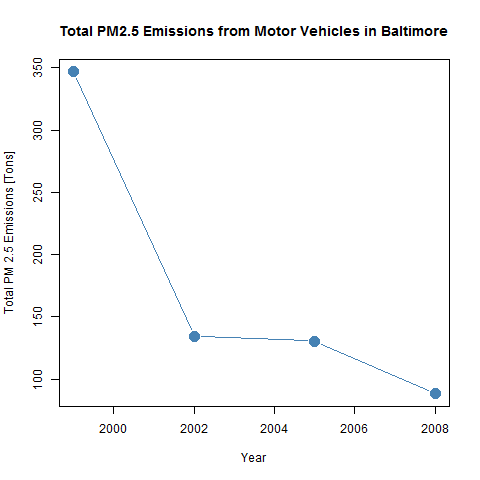 Total PM2.5 Emissions from Motor Vehicles in Baltimore
Total PM 2.5 Emissions [Tons]
350
300
250
200
150
100
2000 2002 2004 2006 2008
Year